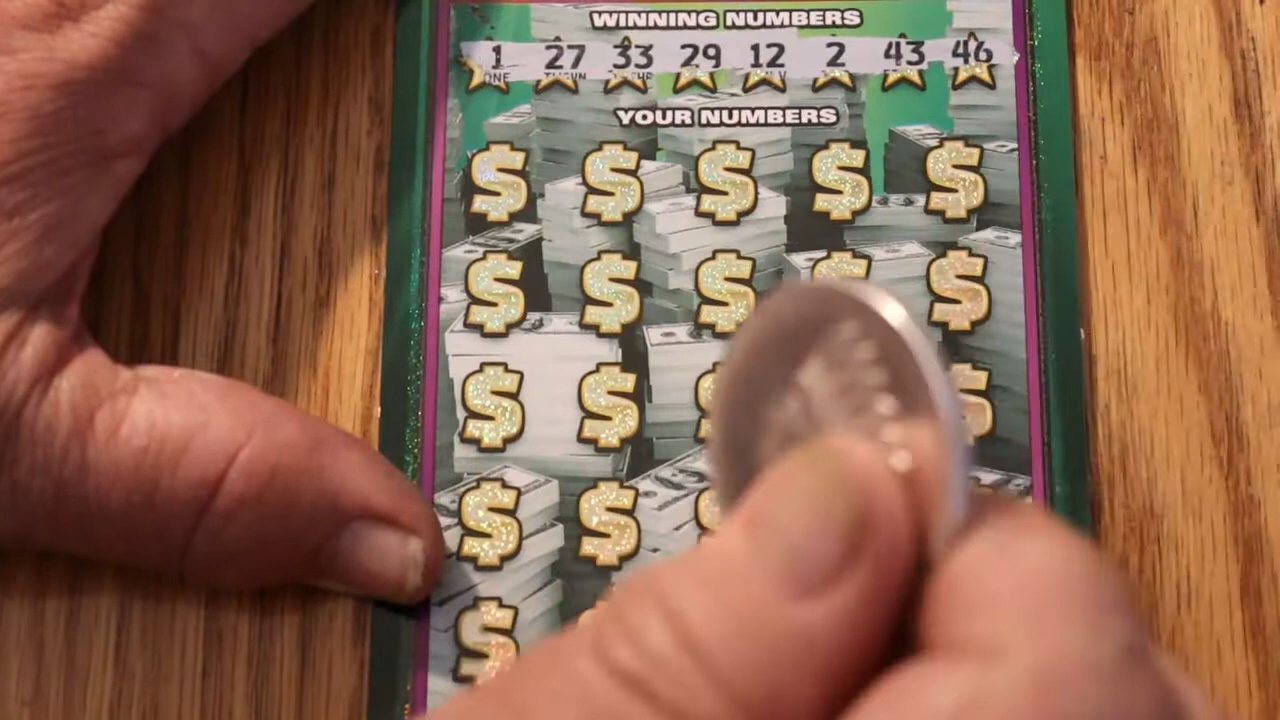 WINNING NUMBERS
1 27 33 29 12 2 43 46
ONE
YOUR NUMBERS
$ $ $ $ $
$ $ $ $ $
$ $ $ $
$ $
$